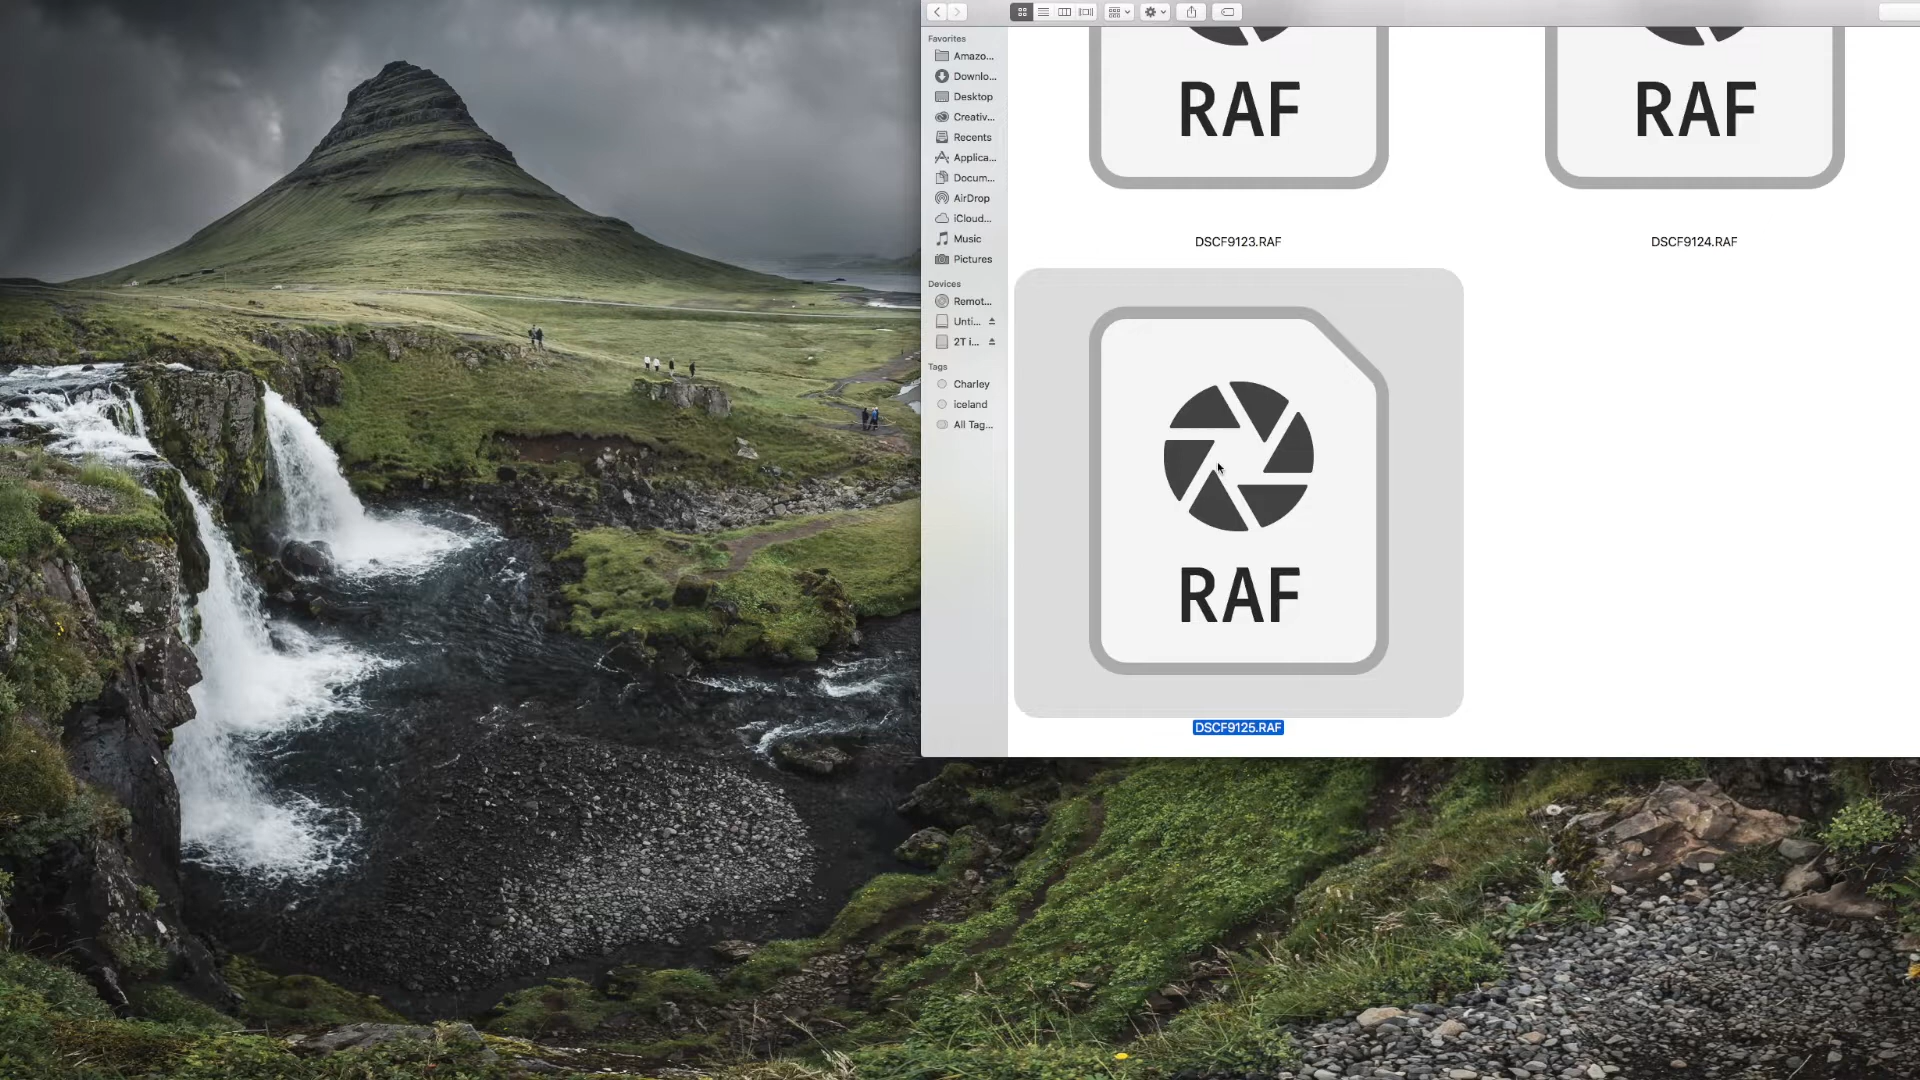 Favorites
Amazo...
Downlo...
Desktop
Creativ...
Recents
Applica...
Docum...
AirDrop
iCloud...
Music
Pictures
Devices
Remot...
Unti...
2T i...
Tags
Charley
iceland
All Tag...
RAF
RAF
DSCF9123.RAF
DSCF9124.RAF
RAF
DSCF9125.RAF